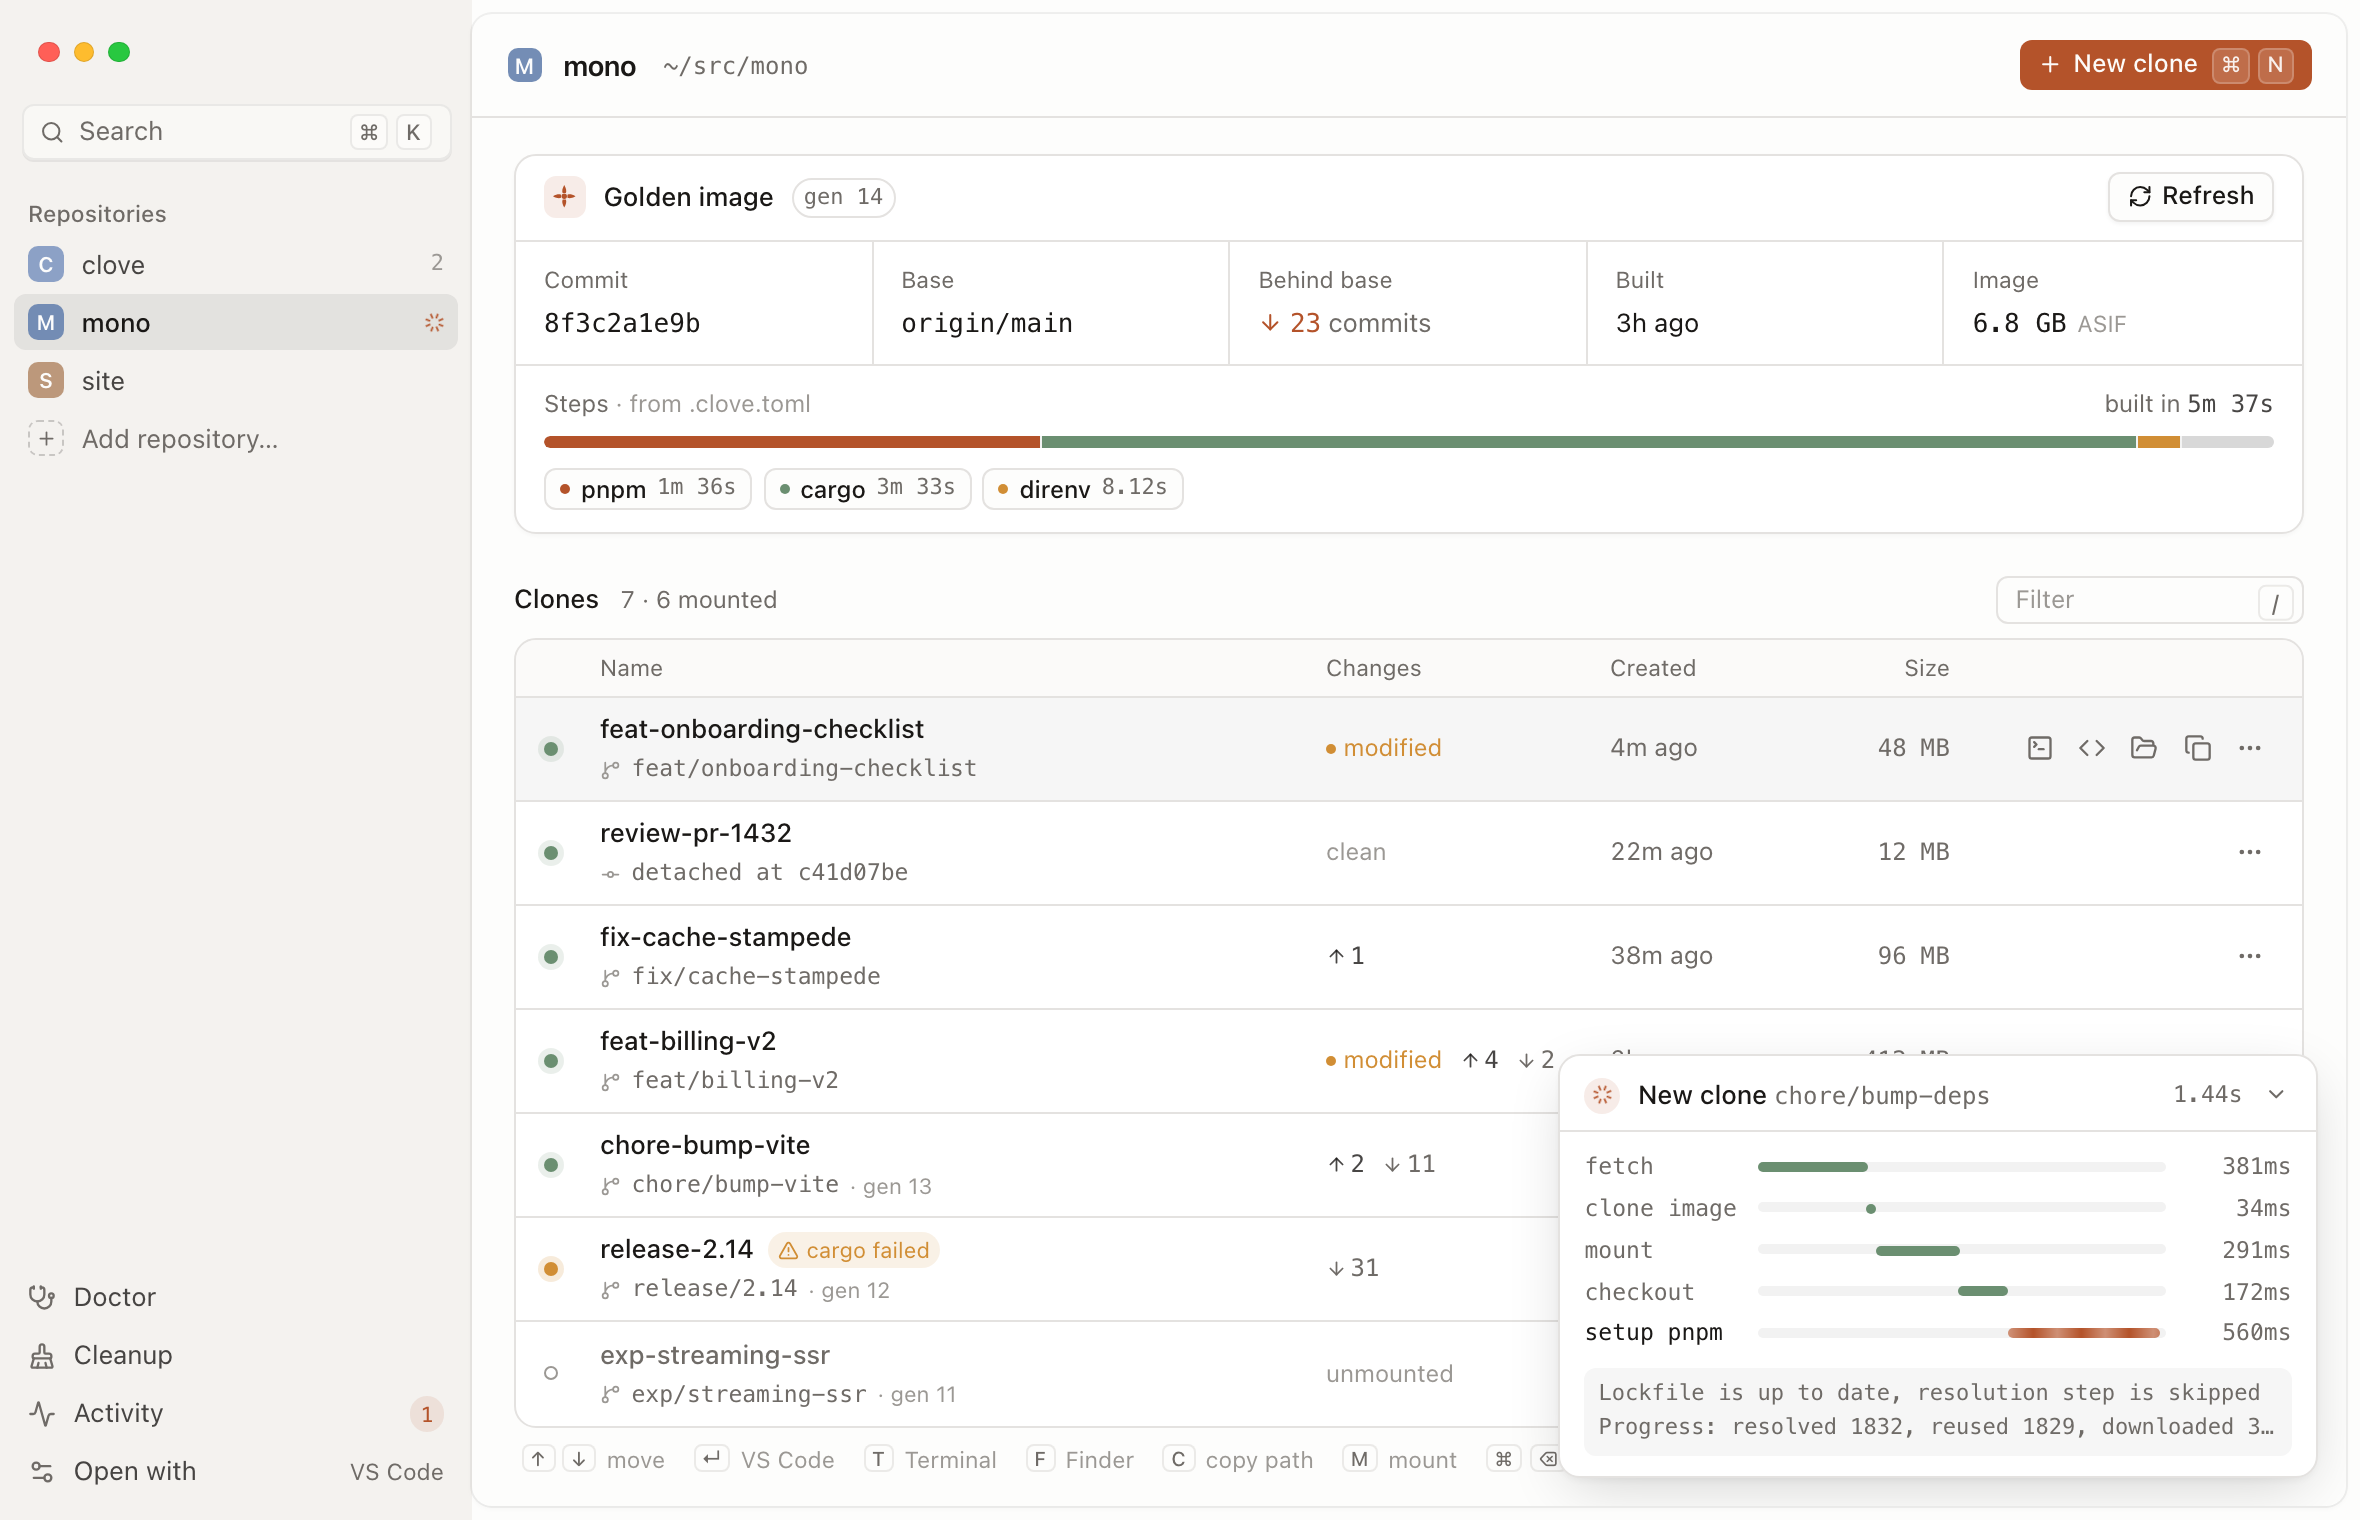 Search ⌘ K
Repositories
C clove 2
M mono
S site
+ Add repository...
Doctor
Cleanup
Activity 1
Open with VS Code
M mono ~/src/mono
+ New clone ⌘ N
Golden image gen 14
Refresh
Commit
8f3c2a1e9b
Base
origin/main
Behind base
↓ 23 commits
Built
3h ago
Image
6.8 GB ASIF
Steps · from .clove.toml
built in 5m 37s
pnpm 1m 36s
cargo 3m 33s
direnv 8.12s
Clones 7 · 6 mounted
Filter /
Name Changes Created Size
feat-onboarding-checklist
feat/onboarding-checklist
modified 4m ago 48 MB
review-pr-1432
detached at c41d07be
clean 22m ago 12 MB
fix-cache-stampede
fix/cache-stampede
↑ 1 38m ago 96 MB
feat-billing-v2
feat/billing-v2
modified ↑ 4 ↓ 2
chore-bump-vite
chore/bump-vite · gen 13
↑ 2 ↓ 11
release-2.14 cargo failed
release/2.14 · gen 12
↓ 31
exp-streaming-ssr
exp/streaming-ssr · gen 11
unmounted
↑ ↓ move ↵ VS Code T Terminal F Finder C copy path M mount ⌘ ⌫
New clone chore/bump-deps 1.44s
fetch 381ms
clone image 34ms
mount 291ms
checkout 172ms
setup pnpm 560ms
Lockfile is up to date, resolution step is skipped
Progress: resolved 1832, reused 1829, downloaded 3…